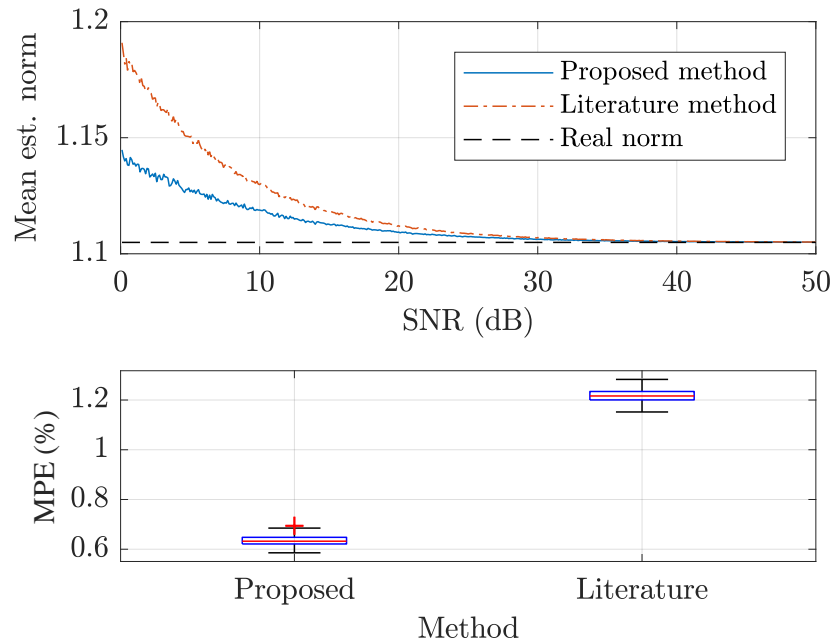 1.2
1.15
1.1
Mean est. norm
Proposed method
Literature method
Real norm
0 10 20 30 40 50
SNR (dB)
1.2
1
0.8
0.6
MPE (%)
Proposed Literature
Method